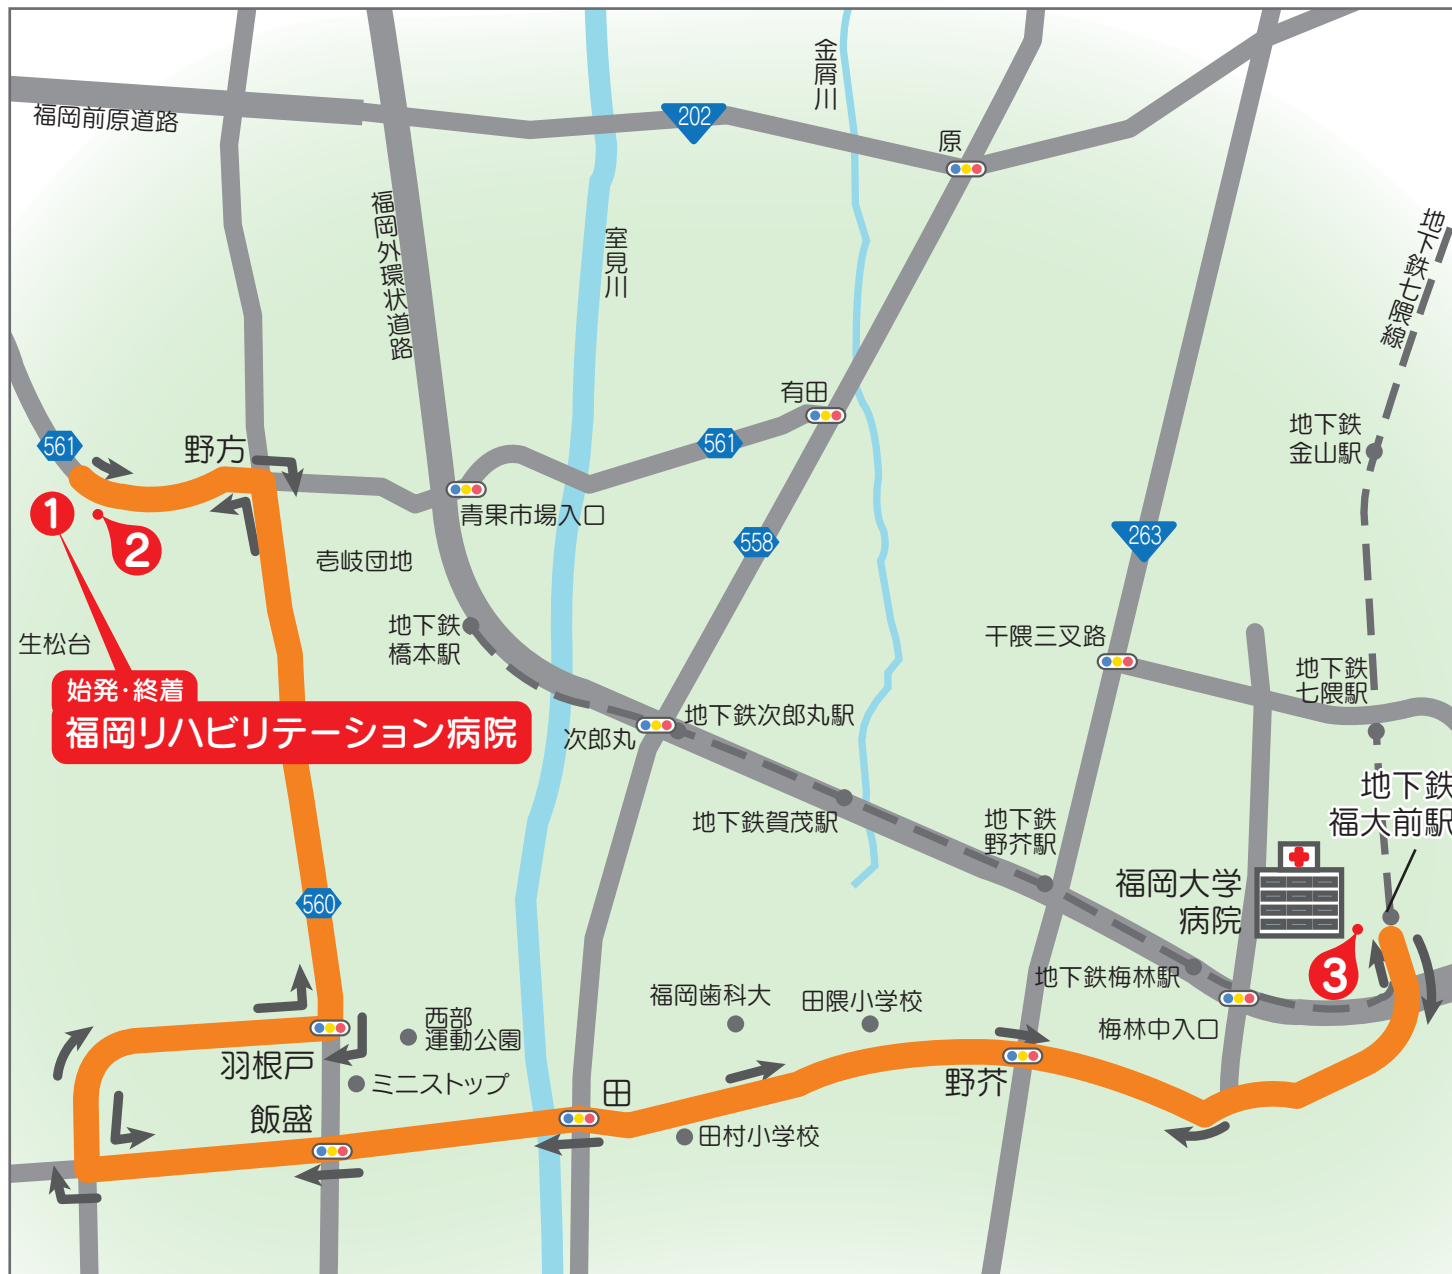 福岡前原道路
202
金屑川
原
福岡外環状道路
室見川
地下鉄七隈線
有田
561
野方
561
地下鉄
金山駅
1
2
青果市場入口
558
263
壱岐団地
生松台
地下鉄
橋本駅
干隈三叉路
地下鉄
七隈駅
始発・終着
福岡リハビリテーション病院
次郎丸
地下鉄次郎丸駅
地下鉄
福大前駅
地下鉄賀茂駅
地下鉄
野芥駅
福岡大学
病院
560
3
地下鉄梅林駅
福岡歯科大
田隈小学校
梅林中入口
西部
運動公園
羽根戸
ミニストップ
野芥
飯盛
田
田村小学校